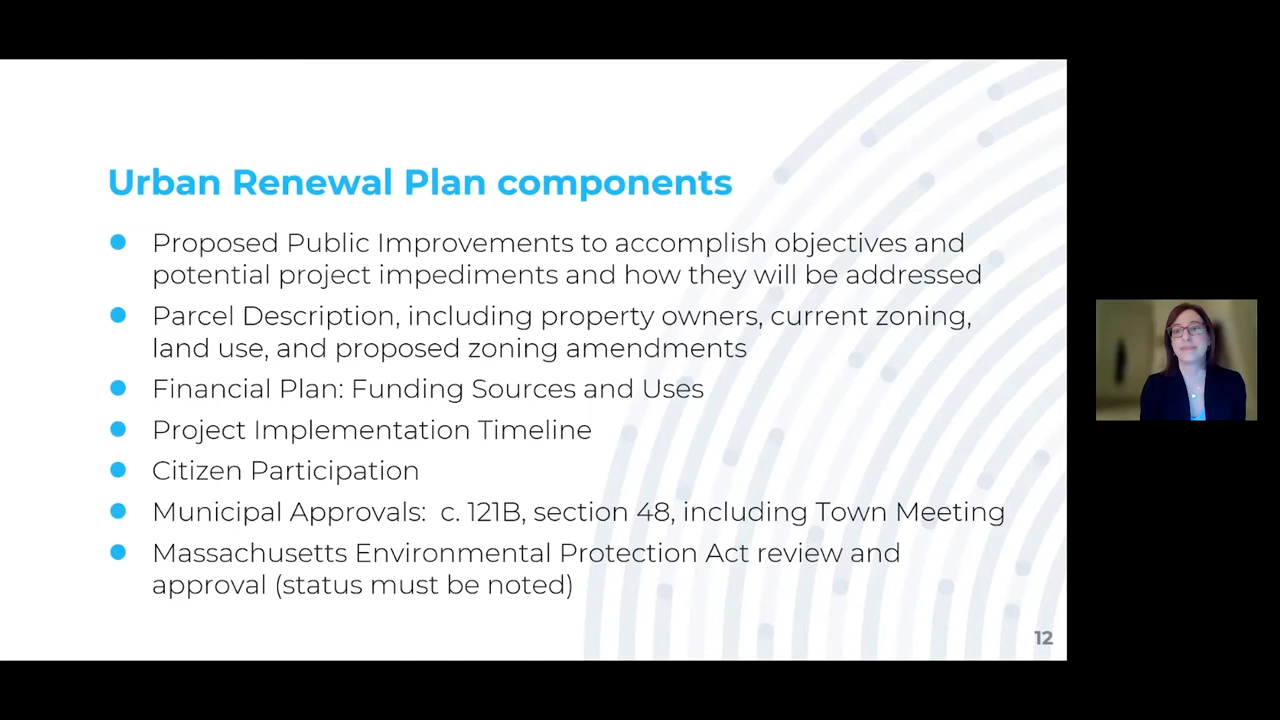 Urban Renewal Plan components
Proposed Public Improvements to accomplish objectives and
potential project impediments and how they will be addressed
Parcel Description, including property owners, current zoning,
land use, and proposed zoning amendments
Financial Plan: Funding Sources and Uses
Project Implementation Timeline
Citizen Participation
Municipal Approvals:  c. 121B, section 48, including Town Meeting
Massachusetts Environmental Protection Act review and
approval (status must be noted)
12